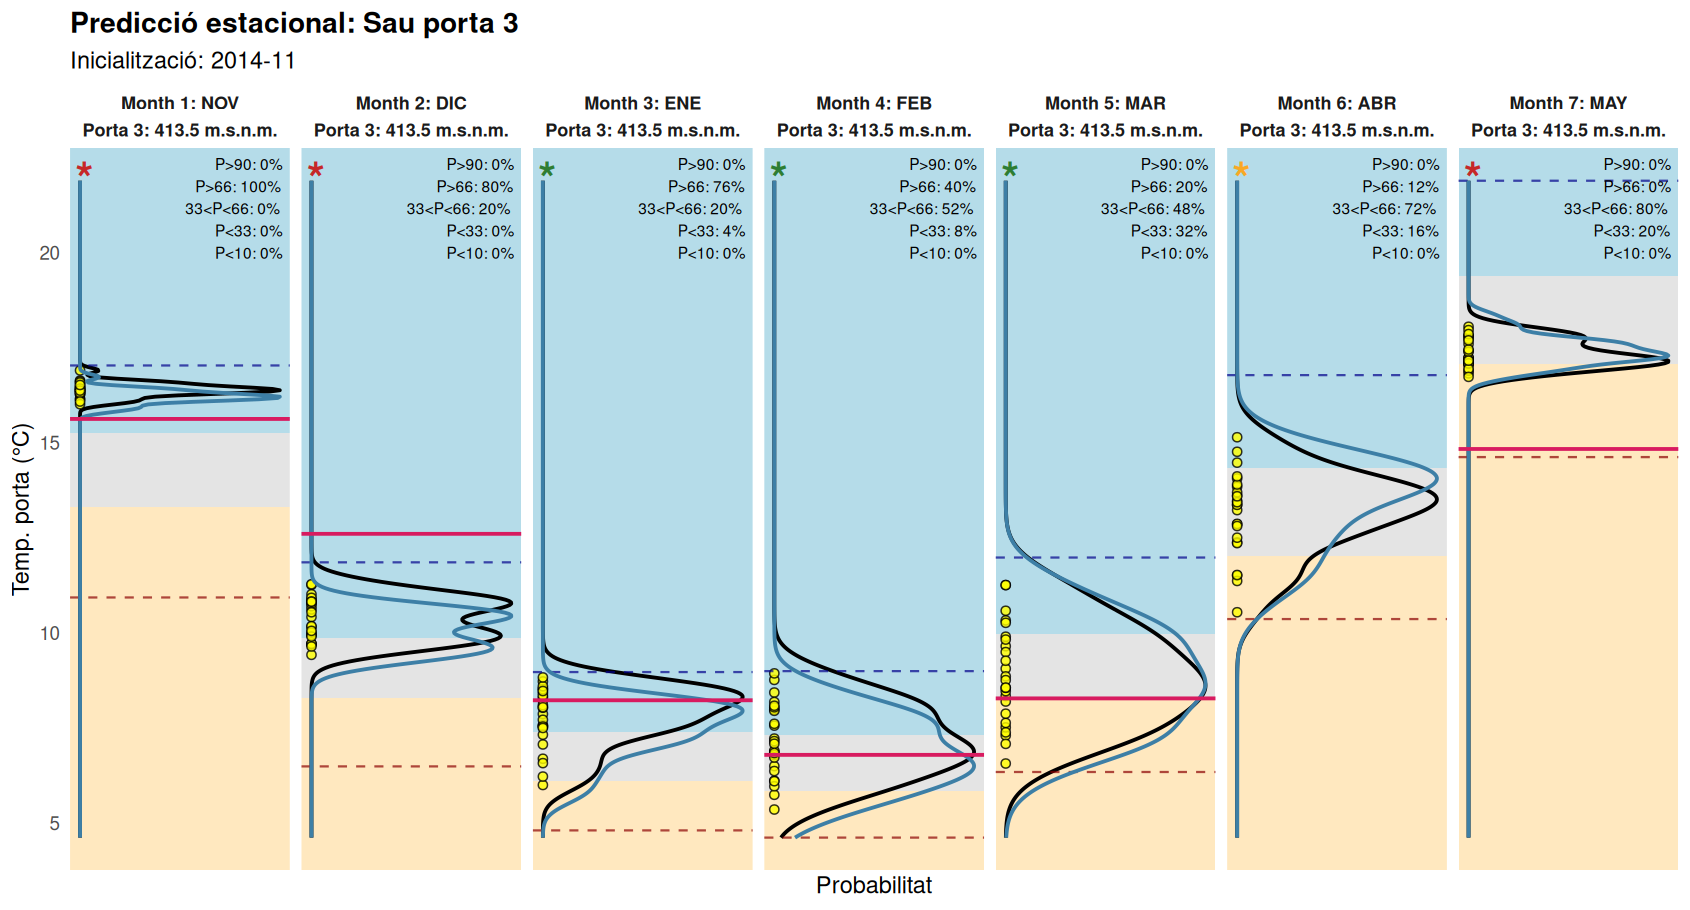 Predicció estacional: Sau porta 3
Inicialització: 2014-11
Month 1: NOV
Porta 3: 413.5 m.s.n.m.
Month 2: DIC
Porta 3: 413.5 m.s.n.m.
Month 3: ENE
Porta 3: 413.5 m.s.n.m.
Month 4: FEB
Porta 3: 413.5 m.s.n.m.
Month 5: MAR
Porta 3: 413.5 m.s.n.m.
Month 6: ABR
Porta 3: 413.5 m.s.n.m.
Month 7: MAY
Porta 3: 413.5 m.s.n.m.
P>90: 0%
P>66: 100%
33<P<66: 0%
P<33: 0%
P<10: 0%
P>90: 0%
P>66: 80%
33<P<66: 20%
P<33: 0%
P<10: 0%
P>90: 0%
P>66: 76%
33<P<66: 20%
P<33: 4%
P<10: 0%
P>90: 0%
P>66: 40%
33<P<66: 52%
P<33: 8%
P<10: 0%
P>90: 0%
P>66: 20%
33<P<66: 48%
P<33: 32%
P<10: 0%
P>90: 0%
P>66: 12%
33<P<66: 72%
P<33: 16%
P<10: 0%
P>90: 0%
P>66: 0%
33<P<66: 80%
P<33: 20%
P<10: 0%
20
15
10
5
Temp. porta (°C)
Probabilitat